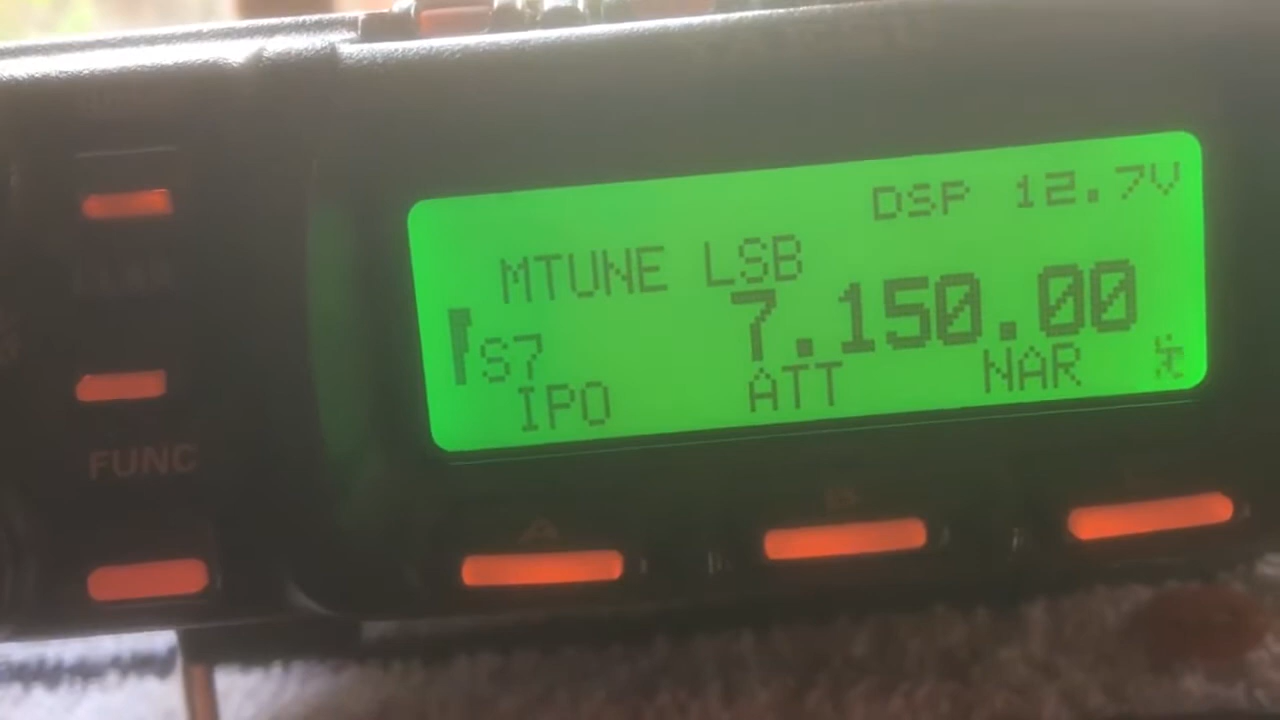 DSP 12.7V
MTUNE LSB
7.150.00
S7
IPO ATT NAR
FUNC
A